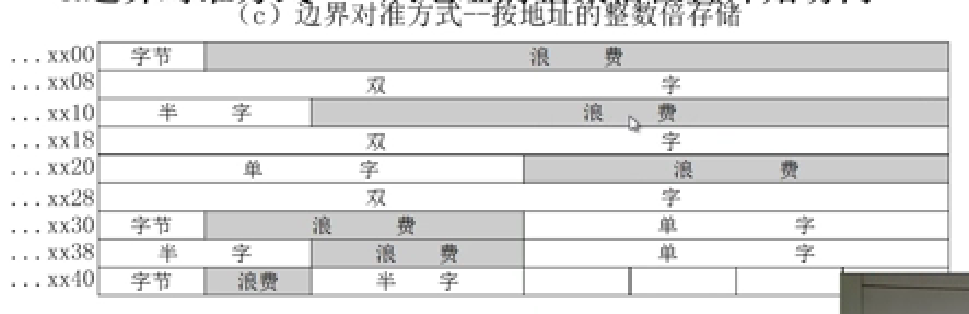 （c）边界对准方式--按地址的整数倍存储
...xx00 字节 浪 费
...xx08 双 字
...xx10 半 字 浪 费
...xx18 双 字
...xx20 单 字 浪 费
...xx28 双 字
...xx30 字节 浪 费 单 字
...xx38 半 字 浪 费 单 字
...xx40 字节 浪费 半 字